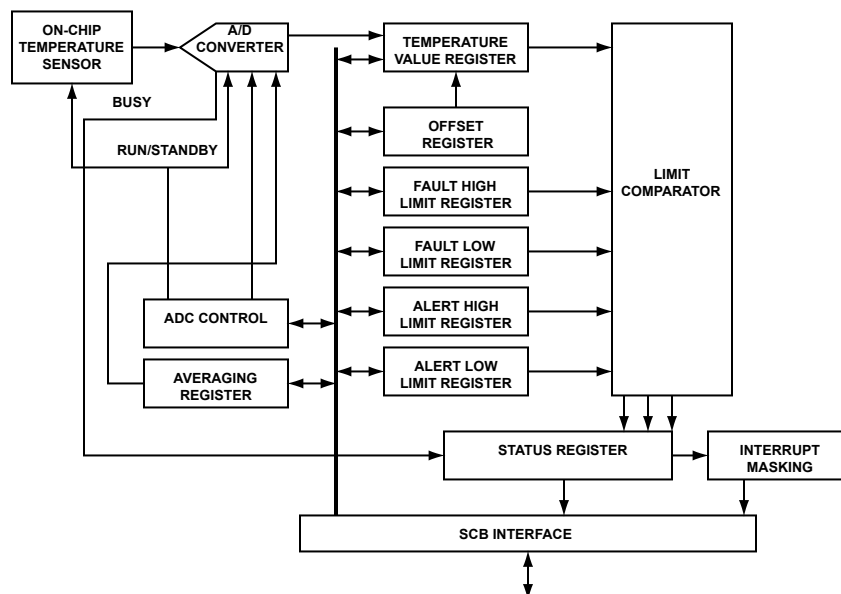 ON-CHIP
TEMPERATURE
SENSOR
A/D
CONVERTER
TEMPERATURE
VALUE REGISTER
BUSY
OFFSET
REGISTER
RUN/STANDBY
LIMIT
COMPARATOR
FAULT HIGH
LIMIT REGISTER
FAULT LOW
LIMIT REGISTER
ADC CONTROL
ALERT HIGH
LIMIT REGISTER
AVERAGING
REGISTER
ALERT LOW
LIMIT REGISTER
STATUS REGISTER
INTERRUPT
MASKING
SCB INTERFACE